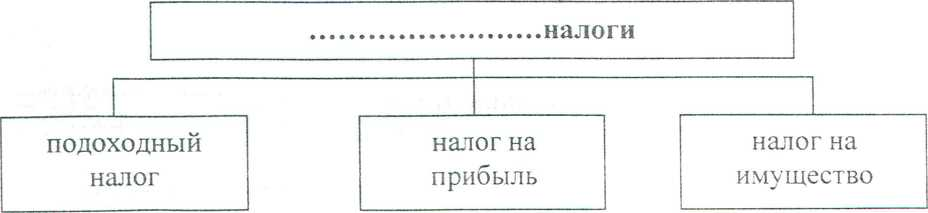 ........................налоги
подоходный
налог
налог на
прибыль
налог на
имущество